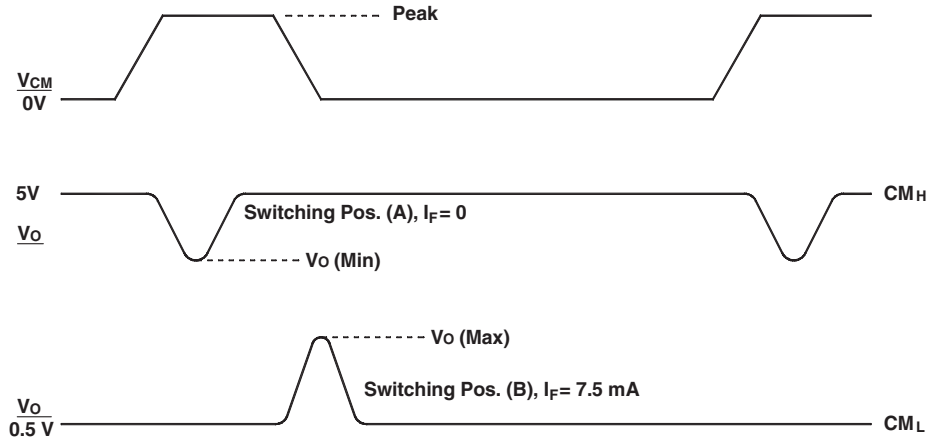 Peak
VCM
0V
5V
CMH
Switching Pos. (A), IF= 0
VO
VO (Min)
VO (Max)
Switching Pos. (B), IF= 7.5 mA
VO
0.5 V
CML